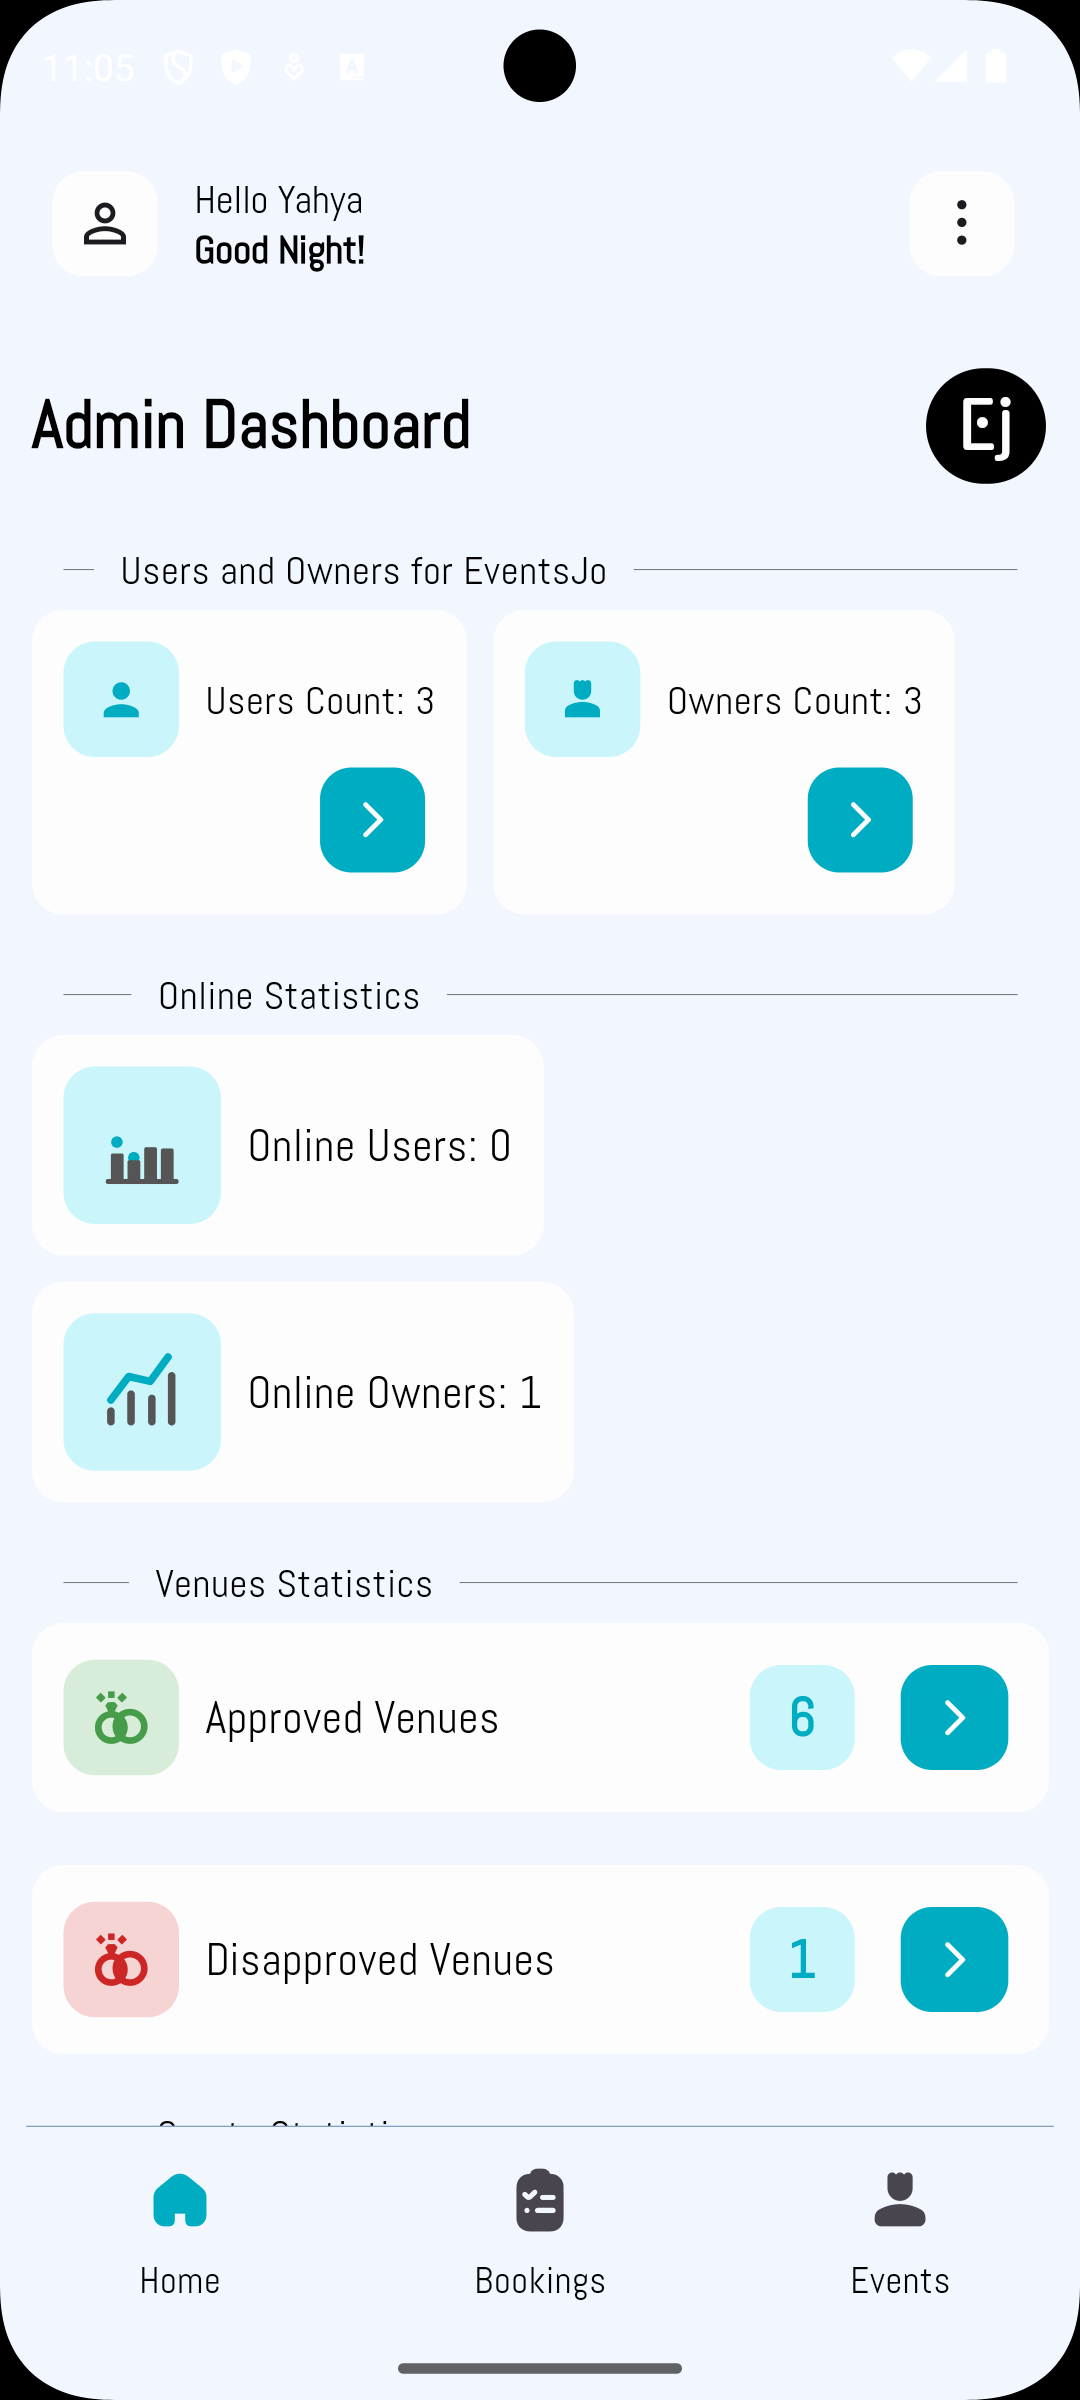 11:05
Hello Yahya
Good Night!
Admin Dashboard
Ej
Users and Owners for EventsJo
Users Count: 3
Owners Count: 3
Online Statistics
Online Users: 0
Online Owners: 1
Venues Statistics
Approved Venues
6
Disapproved Venues
1
Home
Bookings
Events